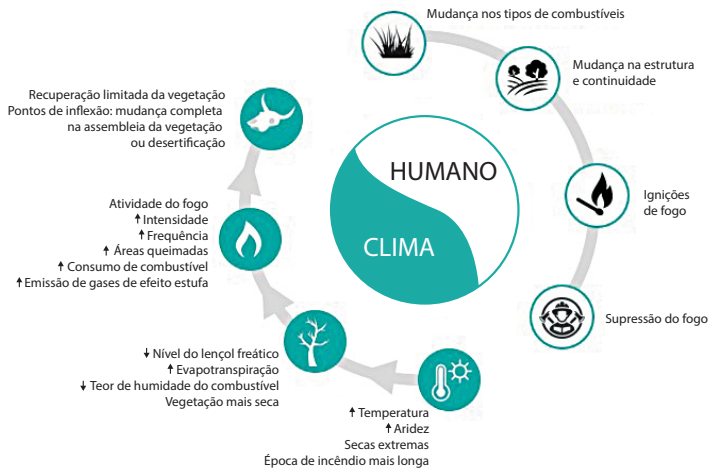 Mudança nos tipos de combustíveis
Mudança na estrutura
e continuidade
Ignições
de fogo
Supressão do fogo
HUMANO
CLIMA
Recuperação limitada da vegetação
Pontos de inflexão: mudança completa
na assembleia da vegetação
ou desertificação
Atividade do fogo
↑ Intensidade
↑ Frequência
↑ Áreas queimadas
↑ Consumo de combustível
↑ Emissão de gases de efeito estufa
↓ Nível do lençol freático
↑ Evapotranspiração
↓ Teor de humidade do combustível
Vegetação mais seca
↑ Temperatura
↑ Aridez
Secas extremas
Época de incêndio mais longa